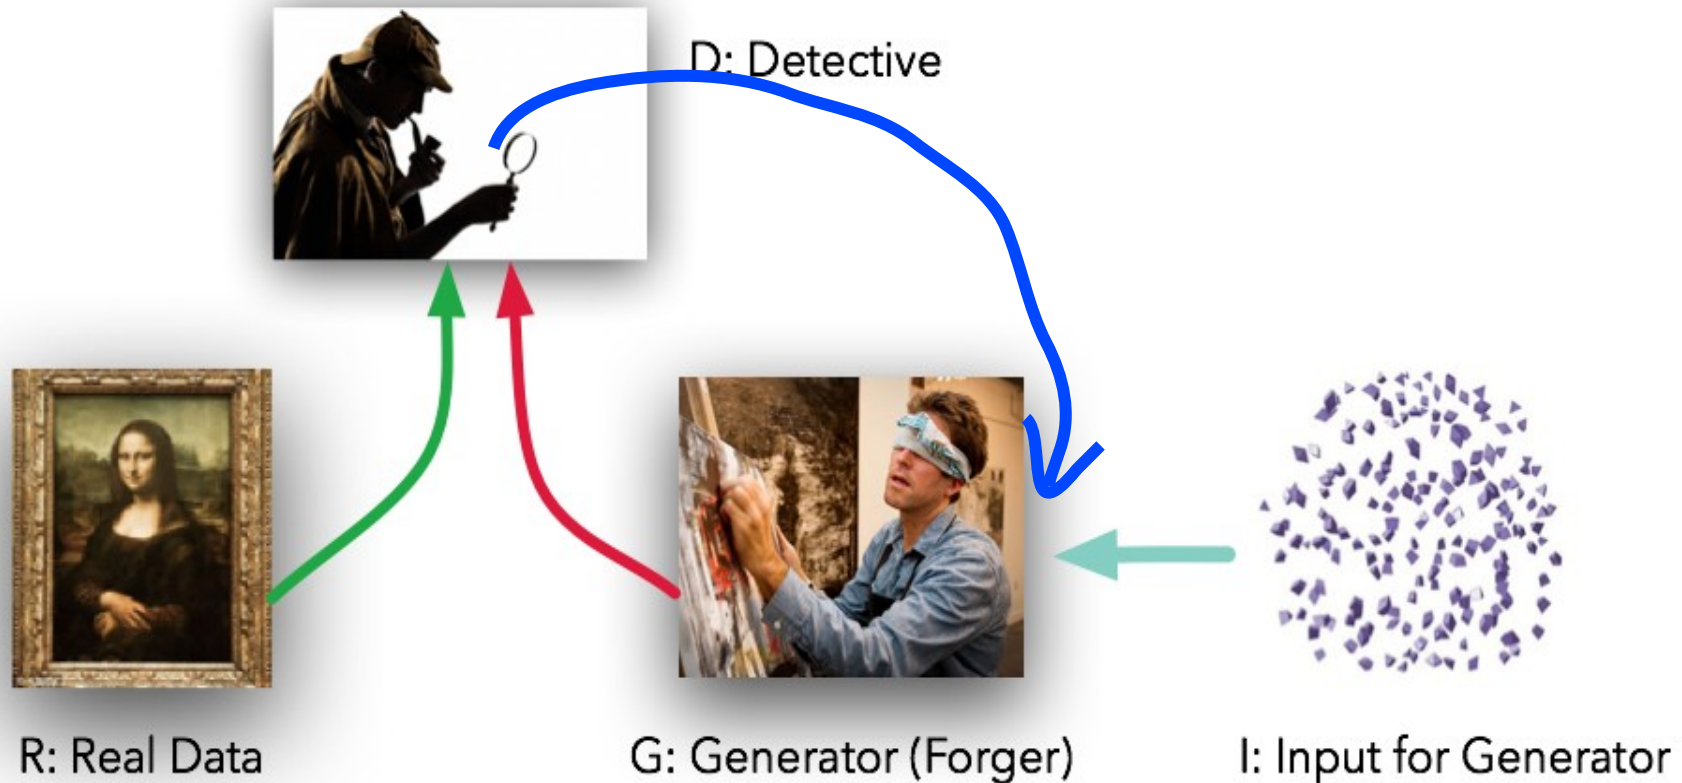 D: Detective
R: Real Data
G: Generator (Forger)
I: Input for Generator